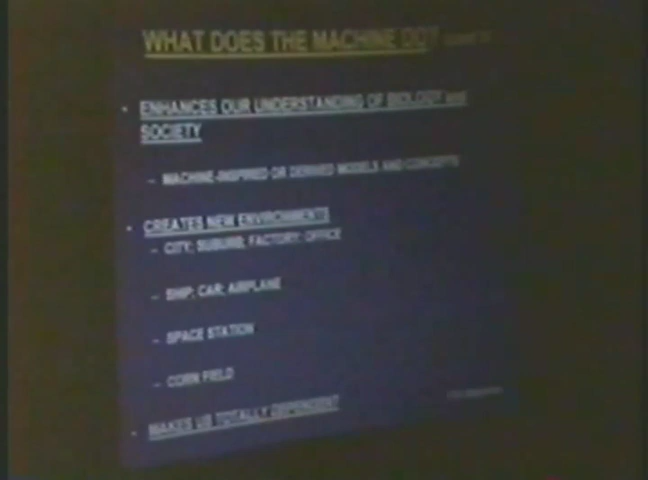 WHAT DOES THE MACHINE DO?
• ENHANCES OUR UNDERSTANDING OF BIOLOGY and
SOCIETY
– MACHINE-INSPIRED OR DERIVED MODELS AND CONCEPTS
• CREATES NEW ENVIRONMENTS
– CITY; SUBURB; FACTORY; OFFICE
– SHIP; CAR; AIRPLANE
– SPACE STATION
– CORN FIELD
• MAKES US TOTALLY DEPENDENT